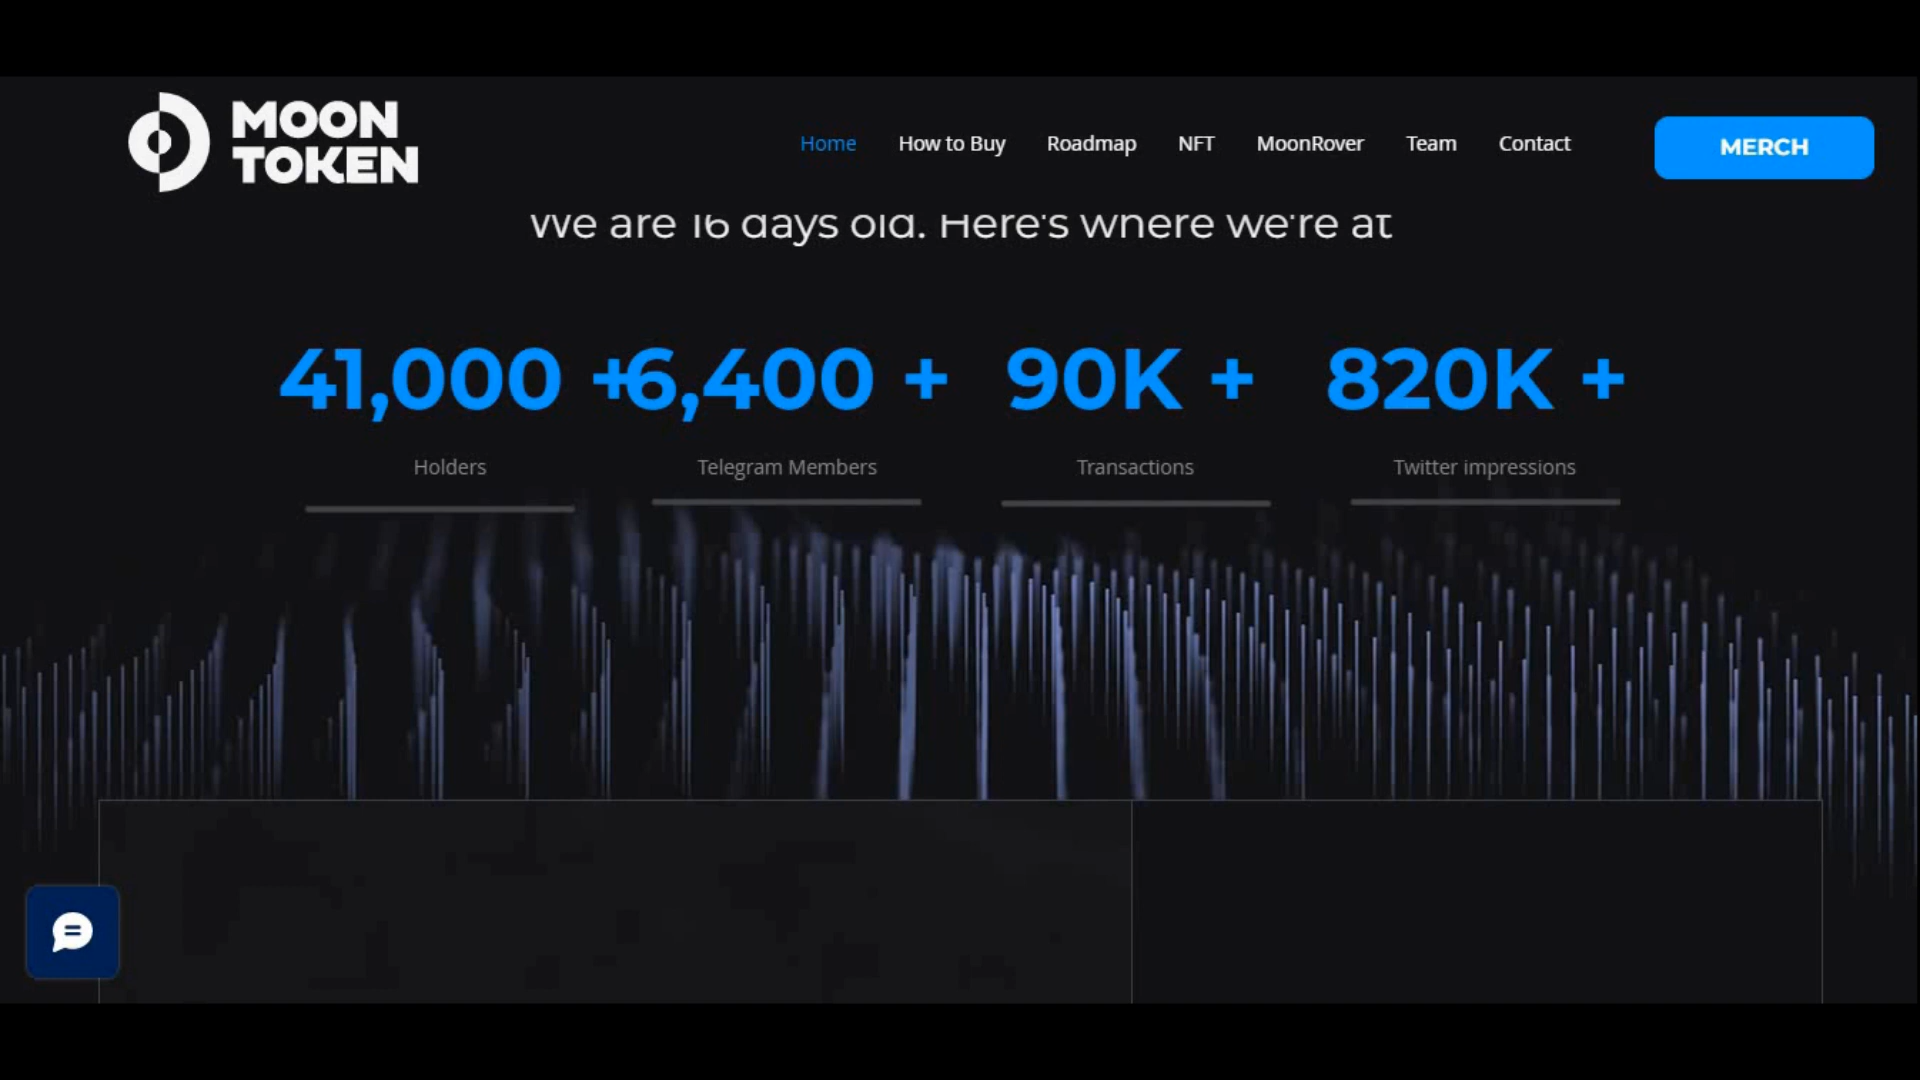 MOON
TOKEN
Home How to Buy Roadmap NFT MoonRover Team Contact MERCH
We are 16 days old. Here's where we're at
41,000 + 6,400 + 90K + 820K +
Holders Telegram Members Transactions Twitter impressions